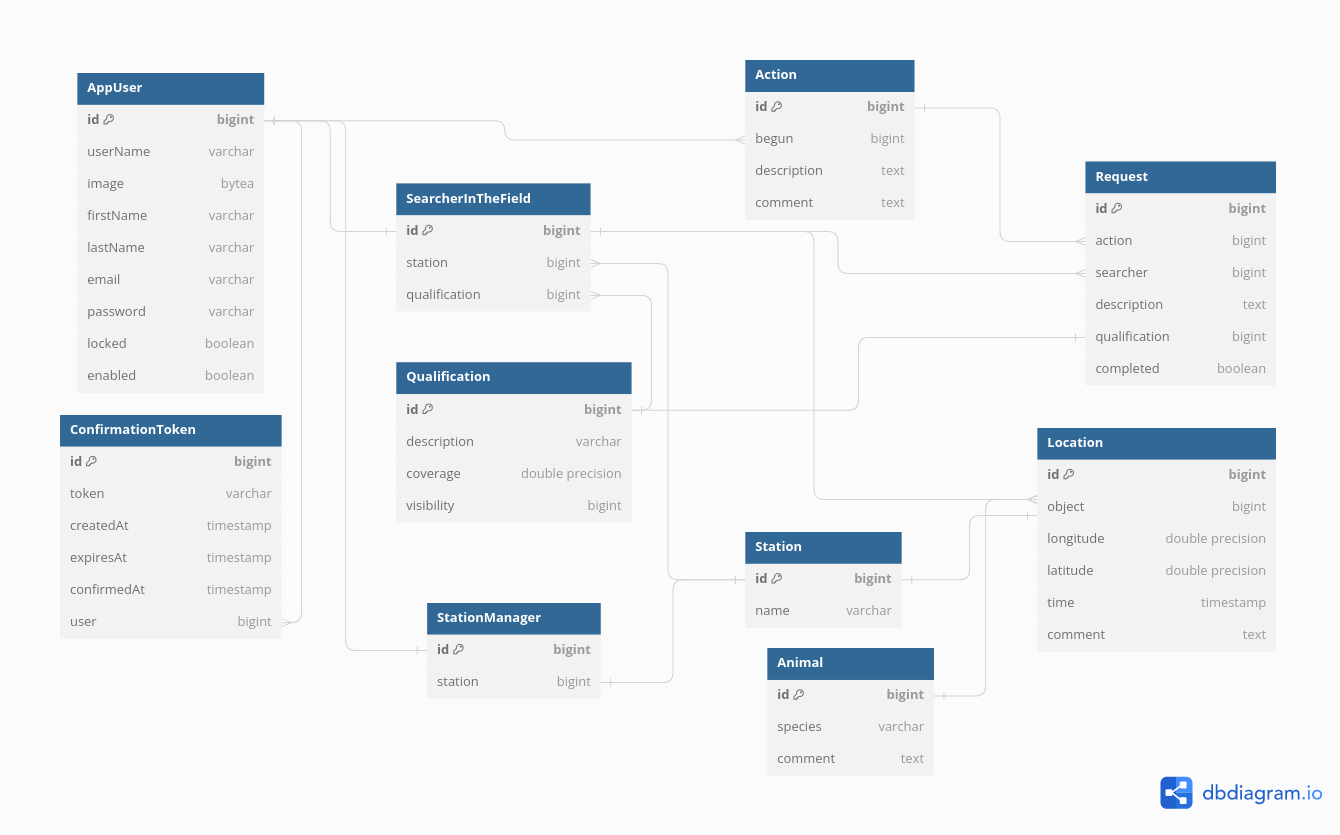 AppUser
id bigint
userName varchar
image bytea
firstName varchar
lastName varchar
email varchar
password varchar
locked boolean
enabled boolean
ConfirmationToken
id bigint
token varchar
createdAt timestamp
expiresAt timestamp
confirmedAt timestamp
user bigint
SearcherInTheField
id bigint
station bigint
qualification bigint
Qualification
id bigint
description varchar
coverage double precision
visibility bigint
StationManager
id bigint
station bigint
Action
id bigint
begun bigint
description text
comment text
Station
id bigint
name varchar
Animal
id bigint
species varchar
comment text
Request
id bigint
action bigint
searcher bigint
description text
qualification bigint
completed boolean
Location
id bigint
object bigint
longitude double precision
latitude double precision
time timestamp
comment text
dbdiagram.io